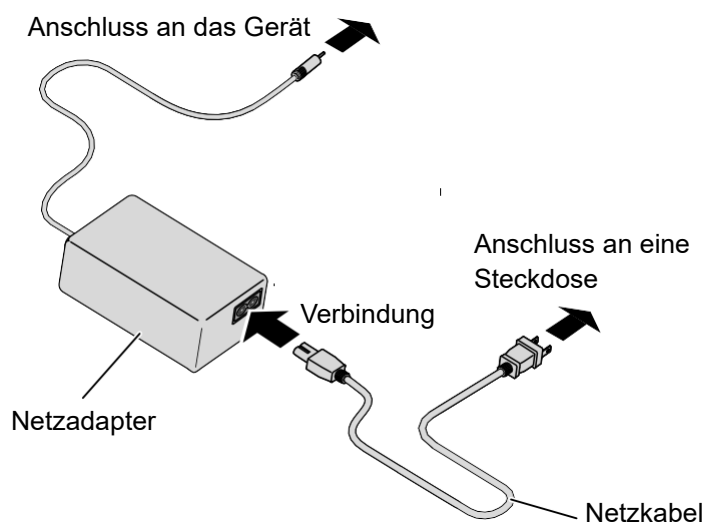 Anschluss an das Gerät
Anschluss an eine
Steckdose
Verbindung
Netzadapter
Netzkabel